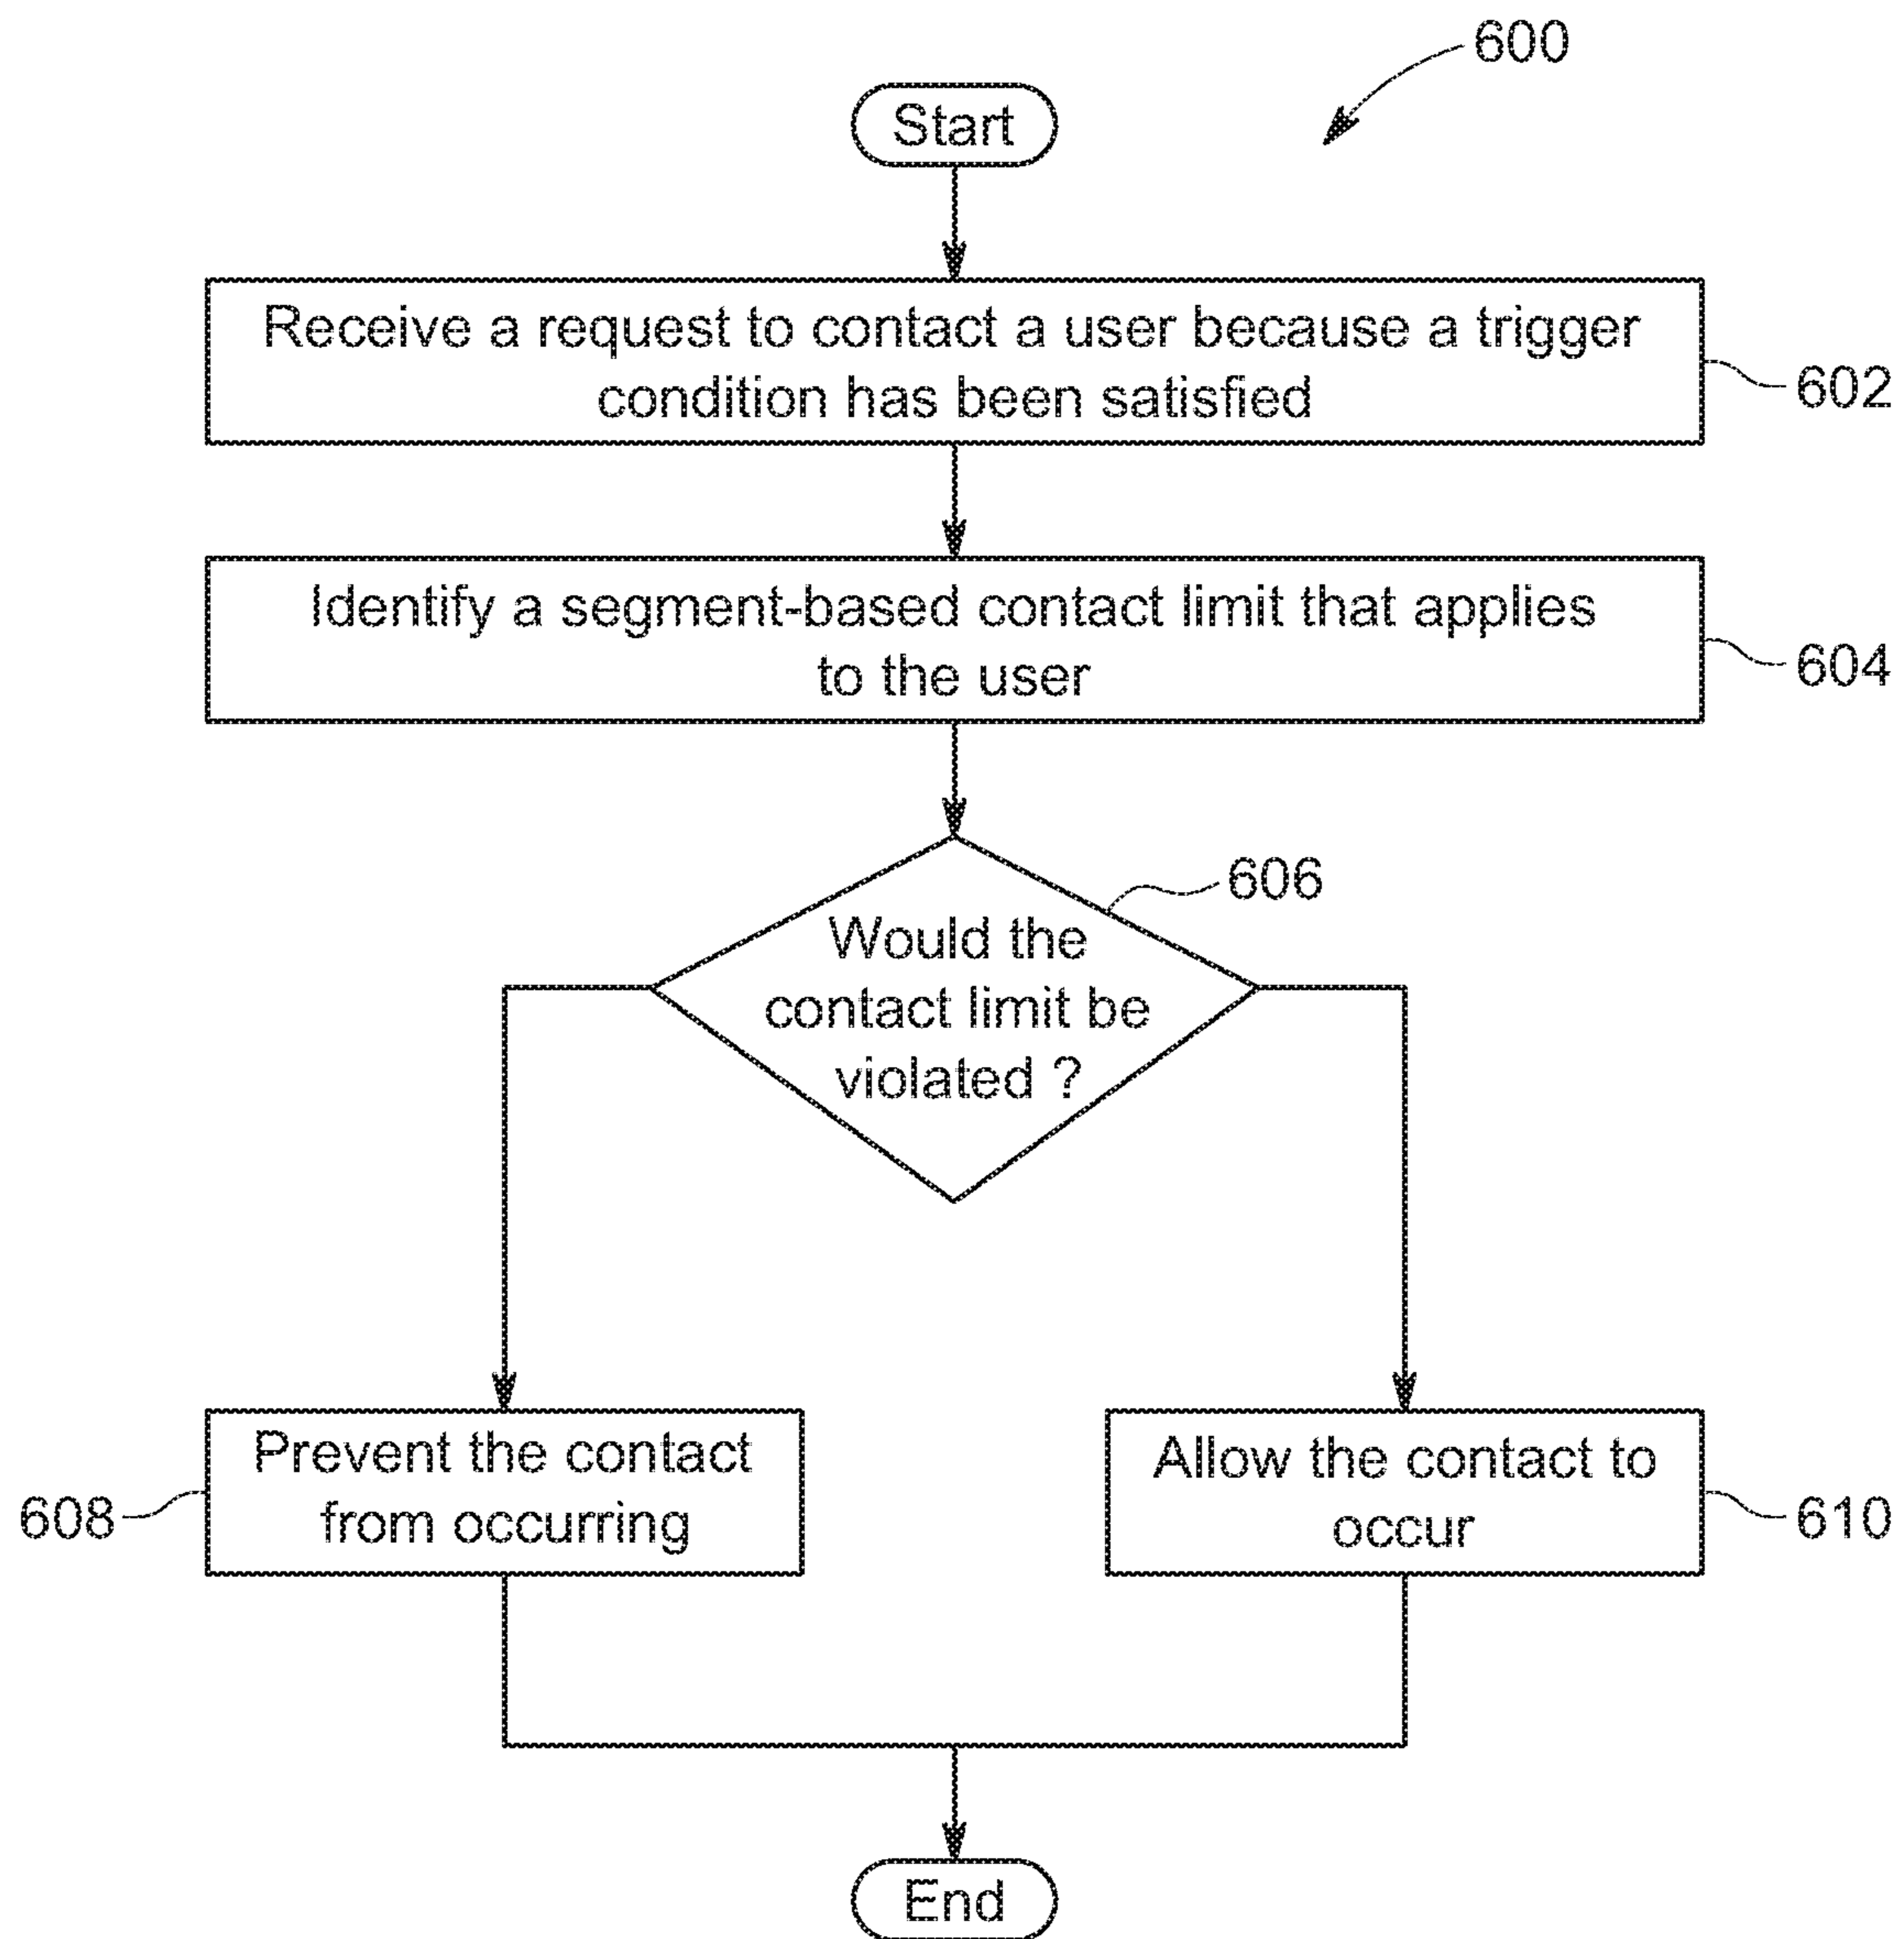 600
Start
Receive a request to contact a user because a trigger
condition has been satisfied
602
Identify a segment-based contact limit that applies
to the user
604
606
Would the
contact limit be
violated ?
Prevent the contact
from occurring
608
Allow the contact to
occur
610
End